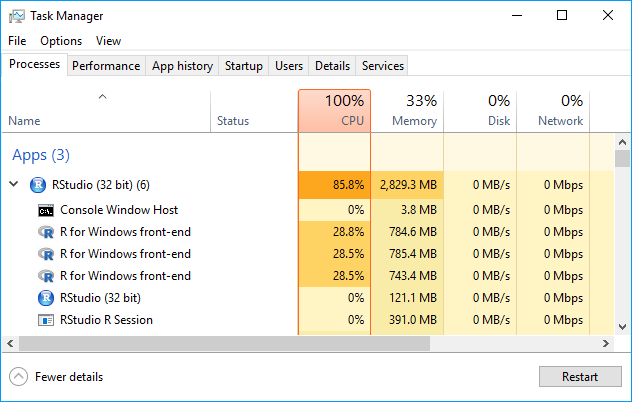 Task Manager
File Options View
Processes Performance App history Startup Users Details Services
100% 33% 0% 0%
Name Status CPU Memory Disk Network
Apps (3)
RStudio (32 bit) (6) 85.8% 2,829.3 MB 0 MB/s 0 Mbps
Console Window Host 0% 3.8 MB 0 MB/s 0 Mbps
R for Windows front-end 28.8% 784.6 MB 0 MB/s 0 Mbps
R for Windows front-end 28.5% 785.4 MB 0 MB/s 0 Mbps
R for Windows front-end 28.5% 743.4 MB 0 MB/s 0 Mbps
RStudio (32 bit) 0% 121.1 MB 0 MB/s 0 Mbps
RStudio R Session 0% 391.0 MB 0 MB/s 0 Mbps
Fewer details Restart